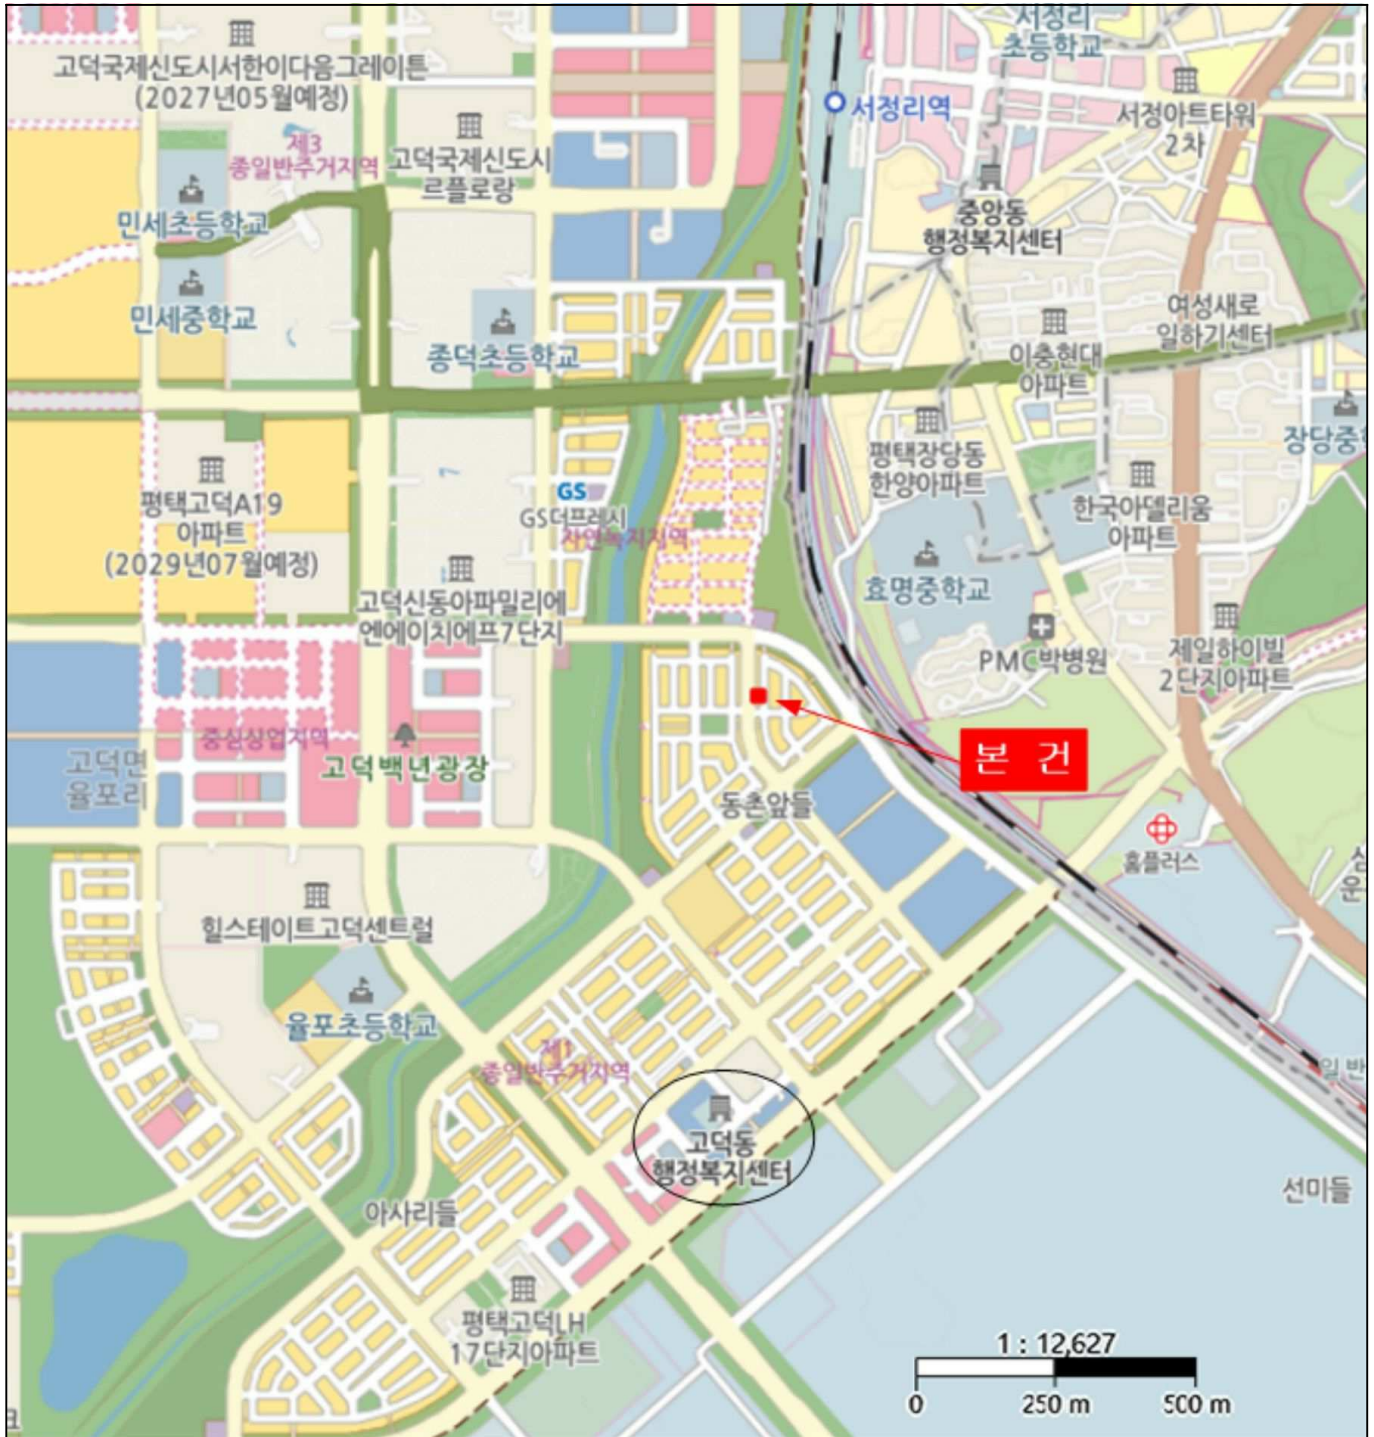 서정리
초등학교
고덕국제신도시서한이다음그레이튼
(2027년05월예정)
서정리역
서정아트타워
2차
제3
종일반주거지역
고덕국제신도시
르플로랑
민세초등학교
중앙동
행정복지센터
민세중학교
종덕초등학교
여성새로
일하기센터
이충현대
아파트
장당중
평택장당동
한양아파트
평택고덕A19
아파트
(2029년07월예정)
GS
GS더프레시
자연녹지지역
한국아델리움
아파트
효명중학교
고덕신동아파밀리에
엔에이치에프7단지
PMC박병원
제일하이빌
2단지아파트
중심상업지역
고덕면
율포리
고덕백년광장
본 건
동촌앞들
홈플러스
힐스테이트고덕센트럴
율포초등학교
제1
종일반주거지역
일반
고덕동
행정복지센터
선미들
아사리들
평택고덕LH
17단지아파트
1 : 12,627
0 250 m 500 m